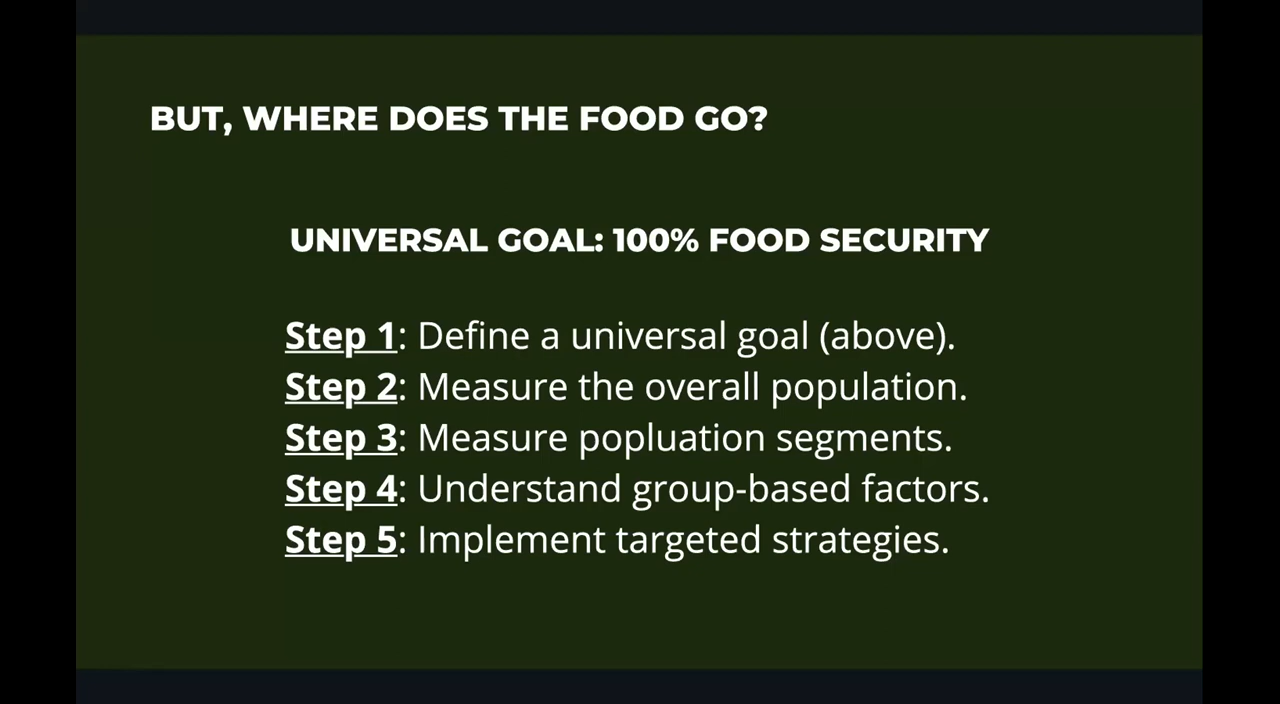 BUT, WHERE DOES THE FOOD GO?
UNIVERSAL GOAL: 100% FOOD SECURITY
Step 1: Define a universal goal (above).
Step 2: Measure the overall population.
Step 3: Measure popluation segments.
Step 4: Understand group-based factors.
Step 5: Implement targeted strategies.